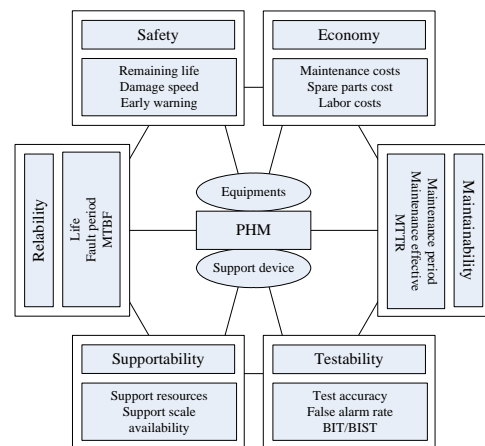 Safety
Remaining life
Damage speed
Early warning
Economy
Maintenance costs
Spare parts cost
Labor costs
Relability
Life
Fault period
MTBF
Equipments
PHM
Support device
Maintenance period
Maintenance effective
MTTR
Maintainability
Supportability
Support resources
Support scale
availability
Testability
Test accuracy
False alarm rate
BIT/BIST